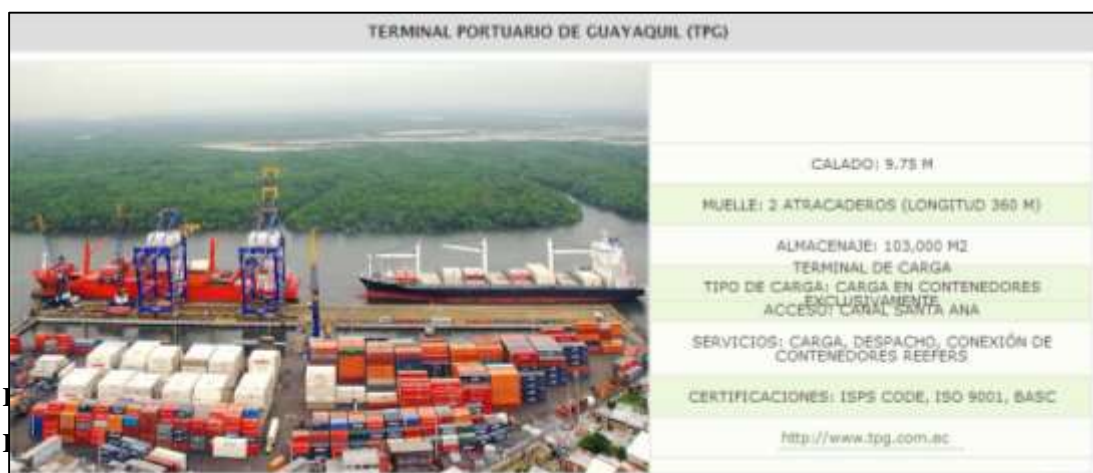 TERMINAL PORTUARIO DE GUAYAQUIL (TPG)
CALADO: 9.75 M
MUELLE: 2 ATRACADEROS (LONGITUD 360 M)
ALMACENAJE: 103,000 M2
TERMINAL DE CARGA
TIPO DE CARGA: CARGA EN CONTENEDORES
EXCLUSIVAMENTE
ACCESO: CANAL SANTA ANA
SERVICIOS: CARGA, DESPACHO, CONEXIÓN DE
CONTENEDORES REEFERS
CERTIFICACIONES: ISPS CODE, ISO 9001, BASC
http://www.tpg.com.ec